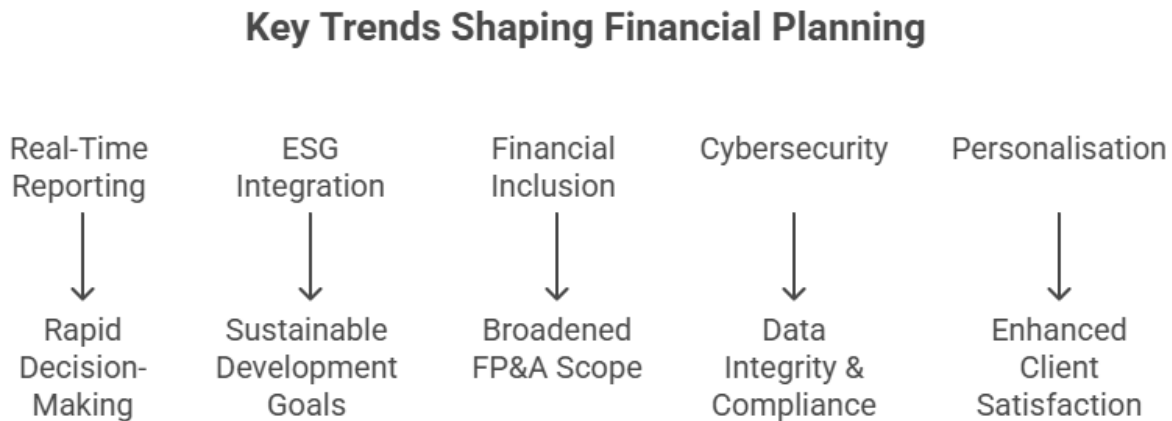 Key Trends Shaping Financial Planning
Real-Time
Reporting
ESG
Integration
Financial
Inclusion
Cybersecurity
Personalisation
Rapid
Decision-
Making
Sustainable
Development
Goals
Broadened
FP&A Scope
Data
Integrity &
Compliance
Enhanced
Client
Satisfaction